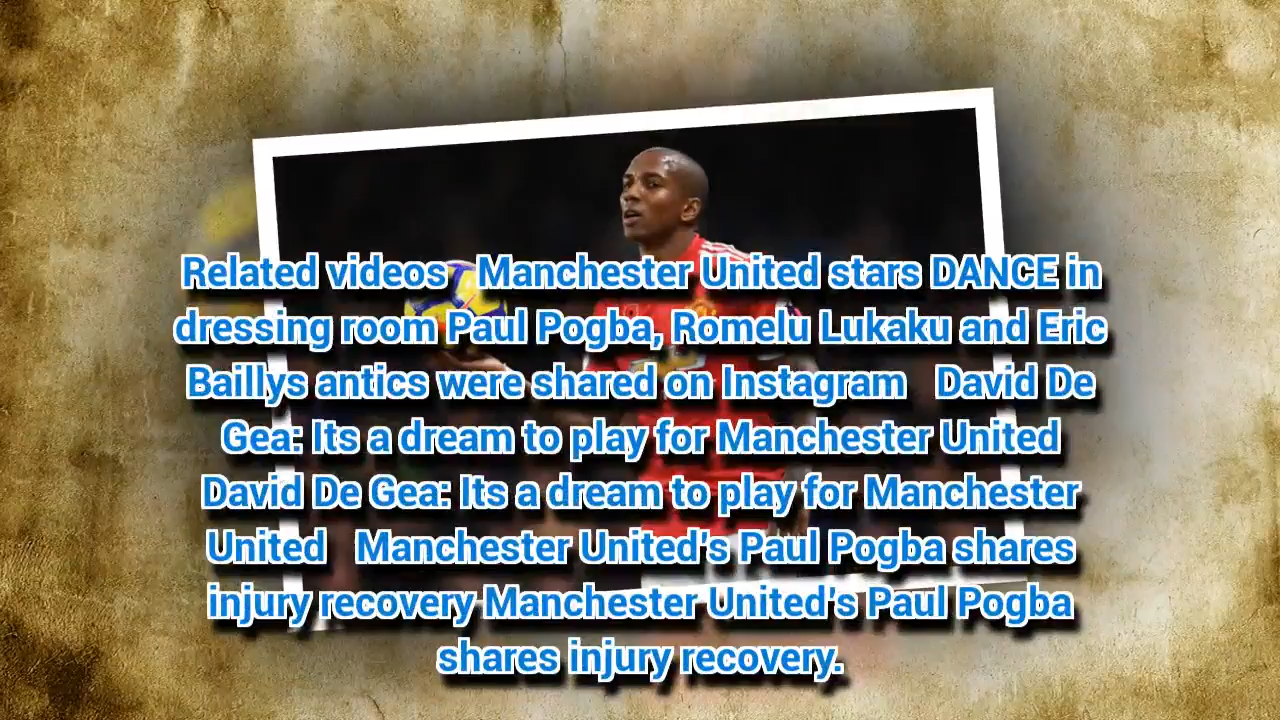 Related videos   Manchester United stars DANCE in
dressing room Paul Pogba, Romelu Lukaku and Eric
Baillys antics were shared on Instagram   David De
Gea: Its a dream to play for Manchester United
David De Gea: Its a dream to play for Manchester
United   Manchester United's Paul Pogba shares
injury recovery Manchester United's Paul Pogba
shares injury recovery.